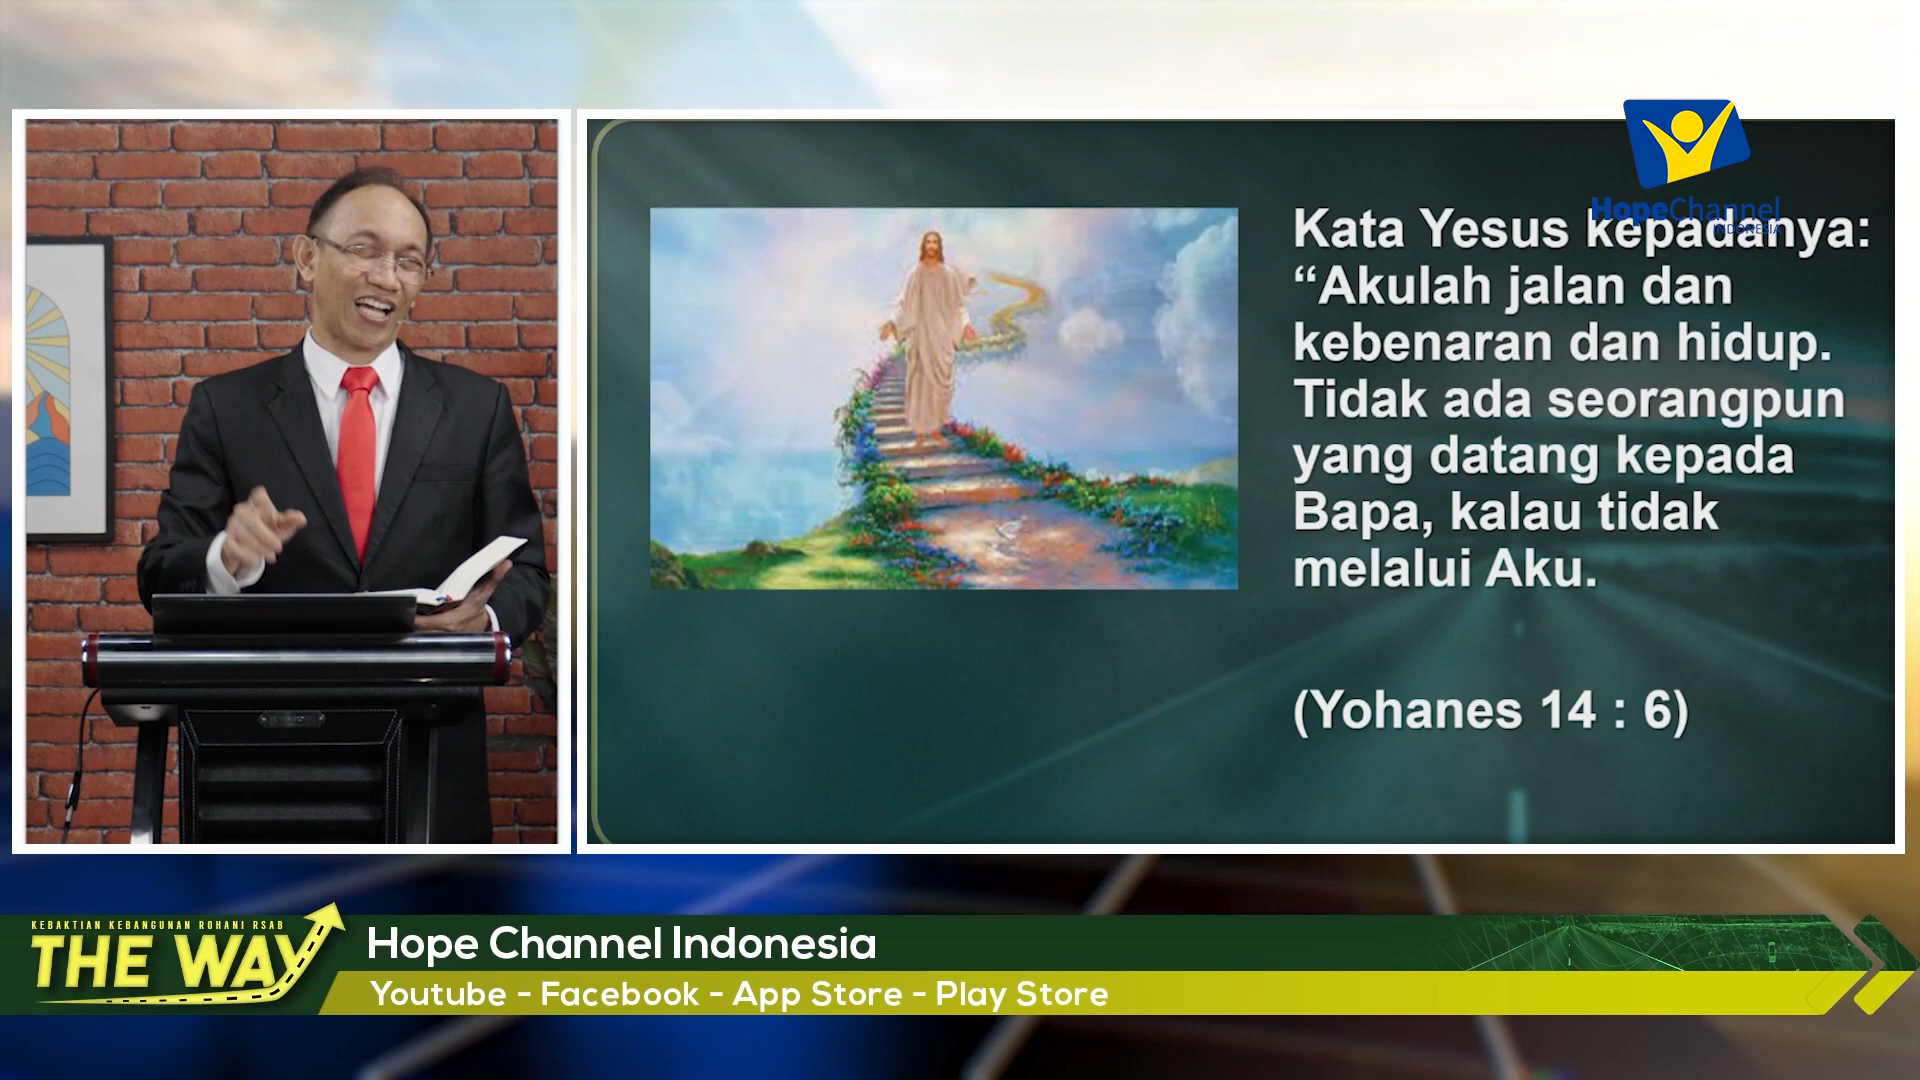 HopeChannel
INDONESIA
Kata Yesus kepadanya:
“Akulah jalan dan
kebenaran dan hidup.
Tidak ada seorangpun
yang datang kepada
Bapa, kalau tidak
melalui Aku.
(Yohanes 14 : 6)
KEBAKTIAN KEBANGUNAN ROHANI RSAB
THE WAY
Hope Channel Indonesia
Youtube - Facebook - App Store - Play Store